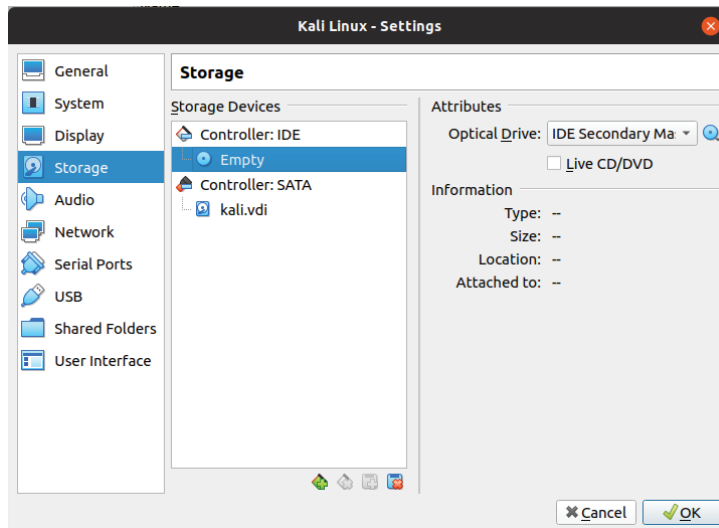 Kali Linux - Settings
General
System
Display
Storage
Audio
Network
Serial Ports
USB
Shared Folders
User Interface
Storage
Storage Devices
Controller: IDE
Empty
Controller: SATA
kali.vdi
Attributes
Optical Drive: IDE Secondary Ma
Live CD/DVD
Information
Type: --
Size: --
Location: --
Attached to: --
Cancel
OK